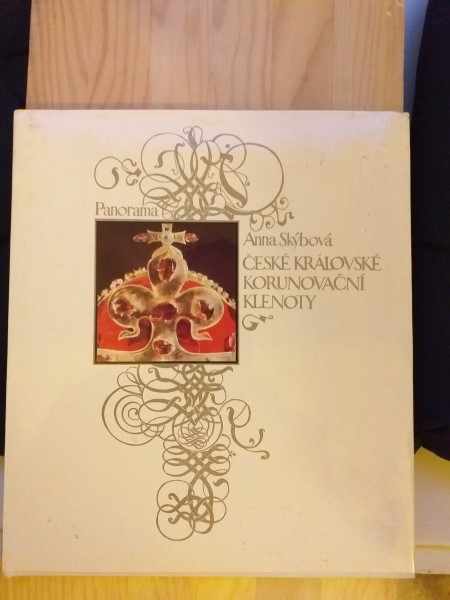 Panorama
Anna Skýbová
ČESKÉ KRÁLOVSKÉ
KORUNOVAČNÍ
KLENOTY